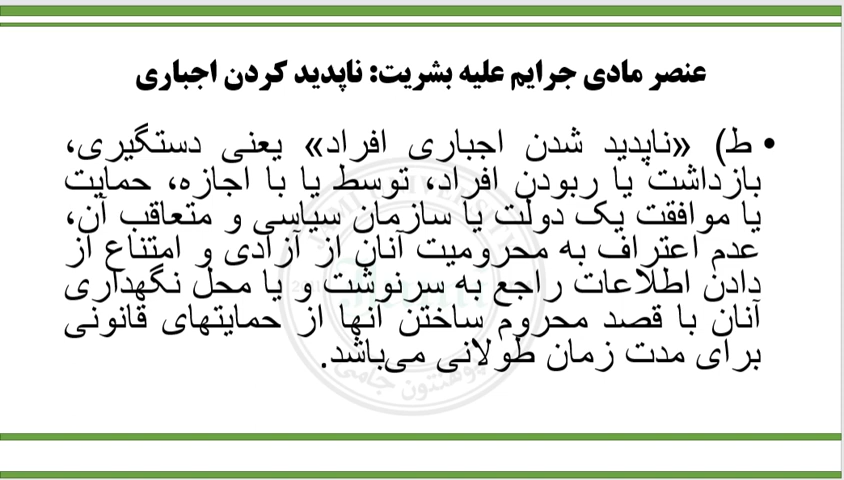 عنصر مادی جرایم علیه بشریت: ناپدید کردن اجباری
• ط) «ناپدید شدن اجباری افراد» یعنی دستگیری،
بازداشت یا ربودن افراد، توسط یا با اجازه، حمایت
یا موافقت یک دولت یا سازمان سیاسی و متعاقب آن،
عدم اعتراف به محرومیت آنان از آزادی و امتناع از
دادن اطلاعات راجع به سرنوشت و یا محل نگهداری
آنان با قصد محروم ساختن آنها از حمایتهای قانونی
برای مدت زمان طولانی می‌باشد.
پوهنتون جامی